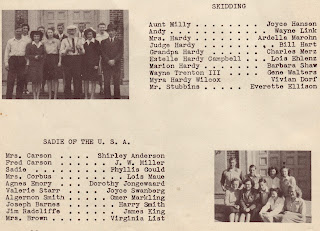 SKIDDING
Aunt Milly . . . . . . . . . . Joyce Hanson
Andy . . . . . . . . . . . . . . Wayne Link
Mrs. Hardy . . . . . . . . . Ardella Marohn
Judge Hardy . . . . . . . . . . . Bill Hart
Grandpa Hardy . . . . . . . . Charles Merz
Estelle Hardy Campbell . . . . Lois Ehlenz
Marion Hardy . . . . . . . . . Barbara Shaw
Wayne Trenton III . . . . . . Gene Walters
Myra Hardy Wilcox . . . . . . . Vivian Dorf
Mr. Stubbins . . . . . . . Everette Ellison
SADIE OF THE U. S. A.
Mrs. Carson . . . . . . Shirley Anderson
Fred Carson . . . . . . . . J. W. Miller
Sadie . . . . . . . . . . Phyllis Gould
Mrs. Corbus . . . . . . . . . Lois Maue
Agnes Emory . . . . . Dorothy Jongewaard
Valerie Starr . . . . . . Joyce Swanberg
Algernon Smith . . . . . . Omer Markling
Joseph Barnes . . . . . . . Harry Smith
Jim Radcliffe . . . . . . . . James King
Mrs. Brown . . . . . . . . Virginia List